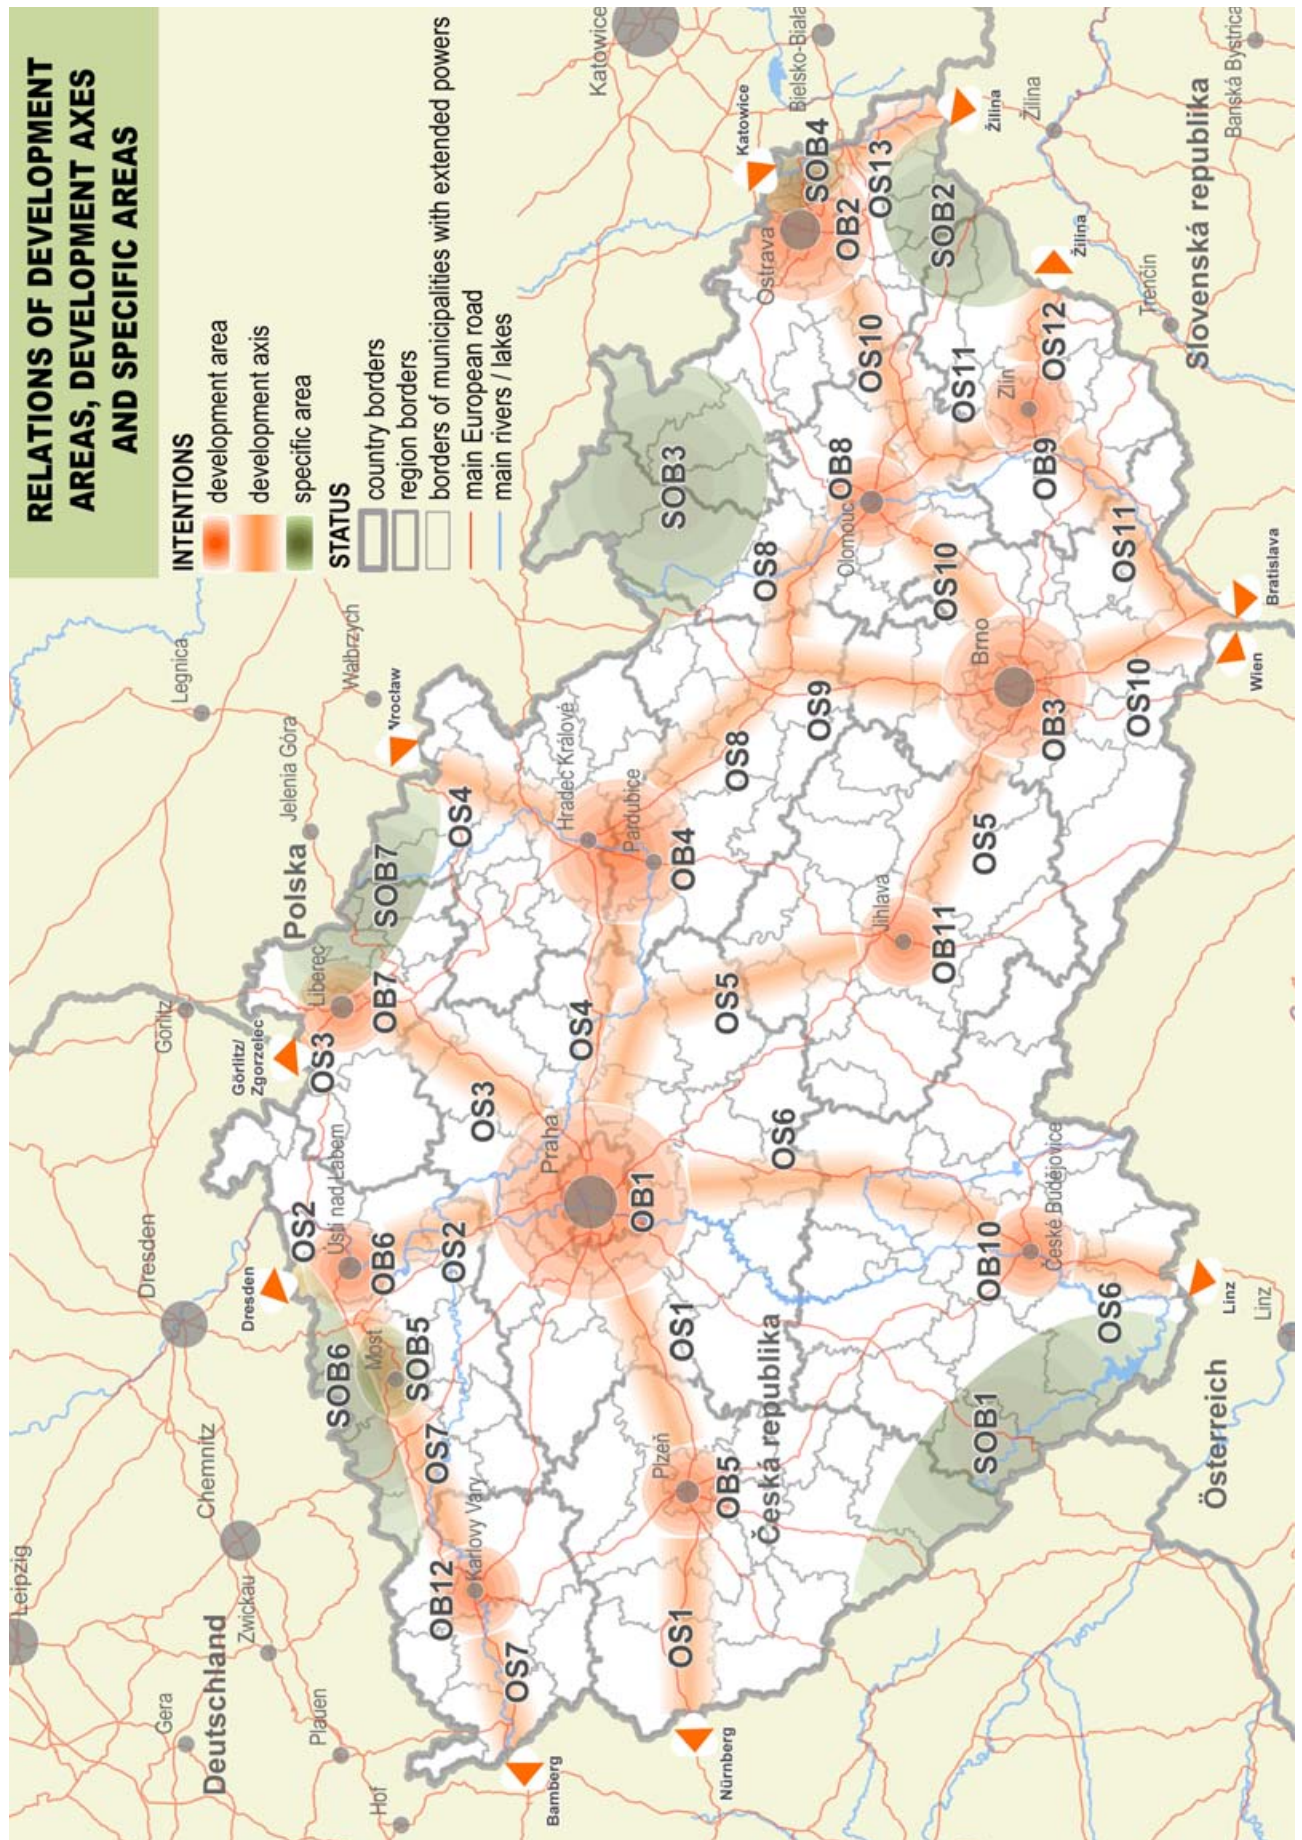 RELATIONS OF DEVELOPMENT
AREAS, DEVELOPMENT AXES
AND SPECIFIC AREAS
INTENTIONS
development area
development axis
specific area
STATUS
country borders
region borders
borders of municipalities with extended powers
main European road
main rivers / lakes
Leipzig
Gera
Zwickau
Chemnitz
Dresden
Görlitz
Legnica
Deutschland
Plauen
Hof
Dresden
Görlitz/
Zgorzelec
Polska
Jelenia Góra
Wałbrzych
Wrocław
Katowice
Katowice
Bielsko-Biała
SOB6
OS2
Ústí nad Labem
OB6
OS3
Liberec
OB7
SOB7
Most
SOB5
OS7
OS2
OS3
OS4
OB12
Karlovy Vary
OS7
Bamberg
Praha
OB1
OS4
Hradec Králové
Pardubice
OB4
SOB3
Ostrava
OB2
SOB4
OS13
Žilina
Žilina
OS1
Plzeň
OB5
OS1
Nürnberg
Česká republika
OS6
OS5
OS8
OS8
OS9
Olomouc
OB8
OS10
SOB2
Žilina
Jihlava
OB11
OS5
Brno
OB3
OS10
OS11
Zlín
OB9
OS12
Trenčín
Banská Bystrica
Slovenská republika
SOB1
OB10
České Budějovice
OS6
OS10
OS11
Wien
Bratislava
Linz
Linz
Österreich